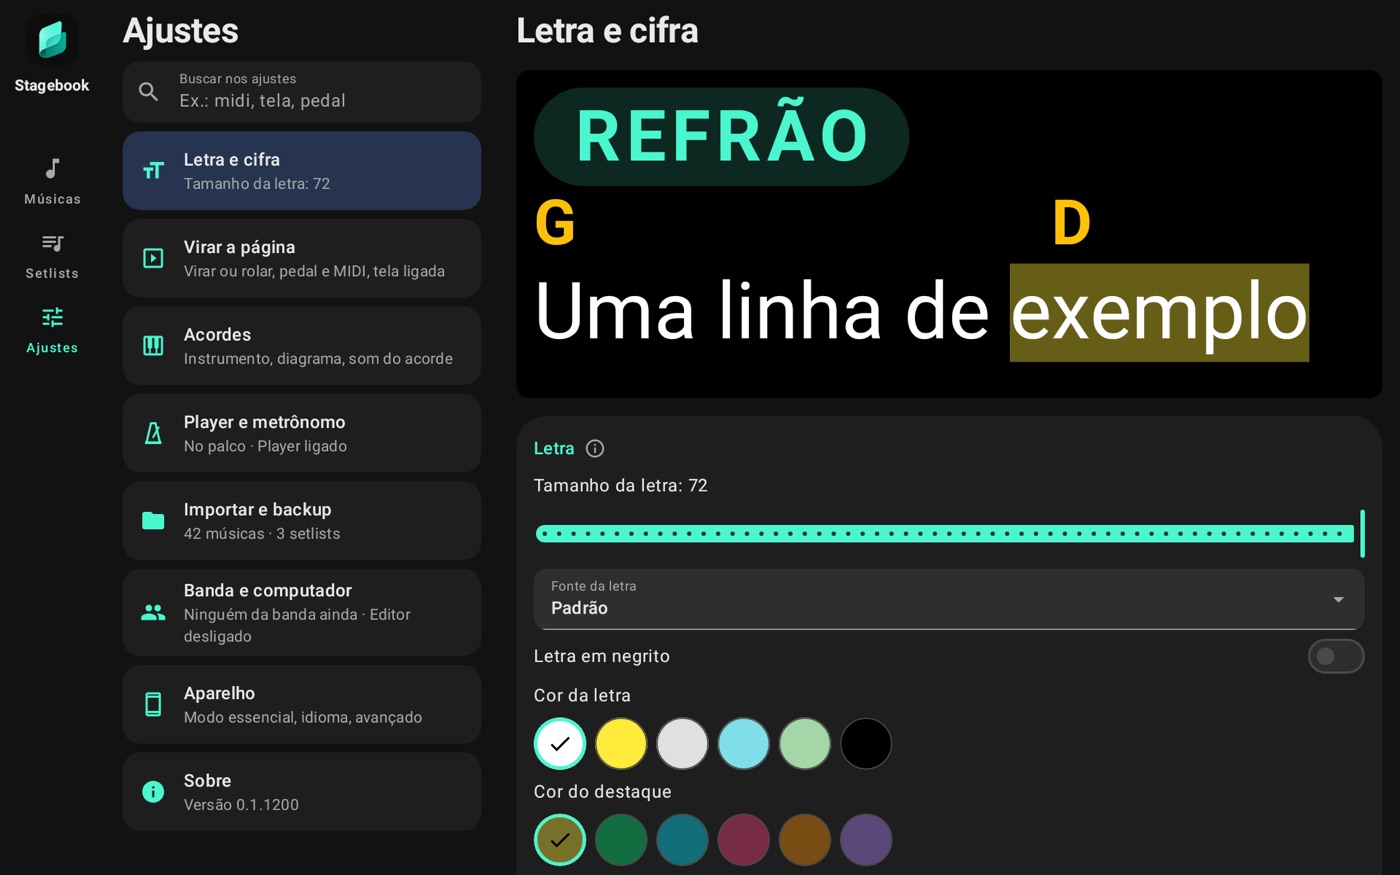 Stagebook
Músicas
Setlists
Ajustes
Ajustes
Buscar nos ajustes
Ex.: midi, tela, pedal
Letra e cifra
Tamanho da letra: 72
Virar a página
Virar ou rolar, pedal e MIDI, tela ligada
Acordes
Instrumento, diagrama, som do acorde
Player e metrônomo
No palco · Player ligado
Importar e backup
42 músicas · 3 setlists
Banda e computador
Ninguém da banda ainda · Editor
desligado
Aparelho
Modo essencial, idioma, avançado
Sobre
Versão 0.1.1200
Letra e cifra
REFRÃO
G D
Uma linha de exemplo
Letra
Tamanho da letra: 72
Fonte da letra
Padrão
Letra em negrito
Cor da letra
Cor do destaque